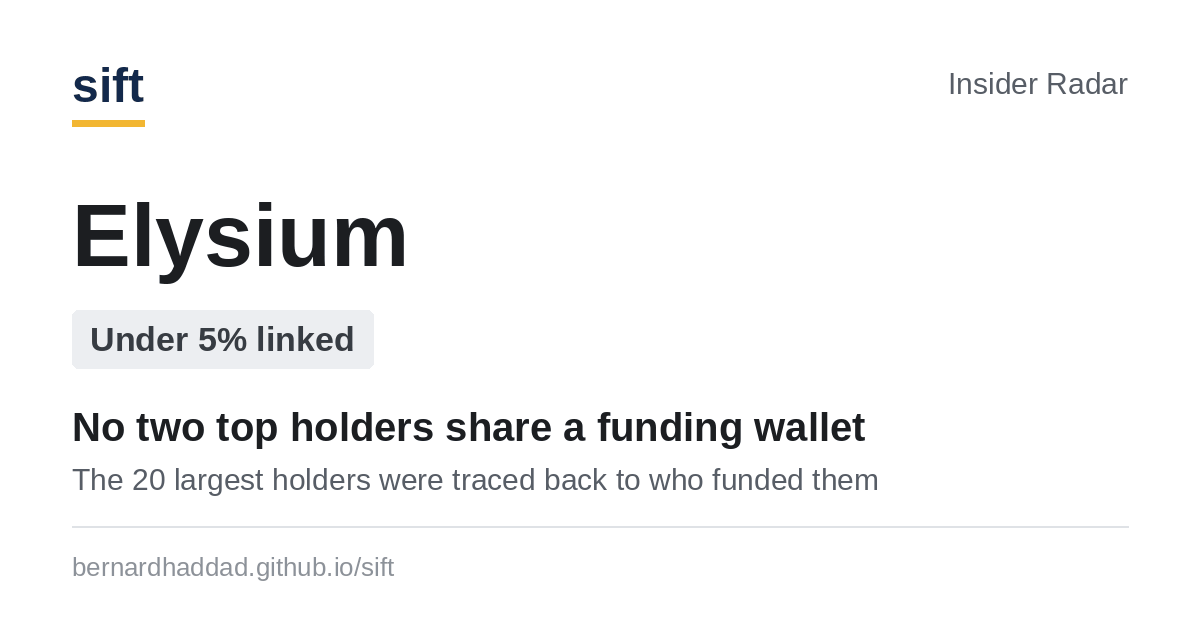 sift
Insider Radar
Elysium
Under 5% linked
No two top holders share a funding wallet
The 20 largest holders were traced back to who funded them
bernardhaddad.github.io/sift